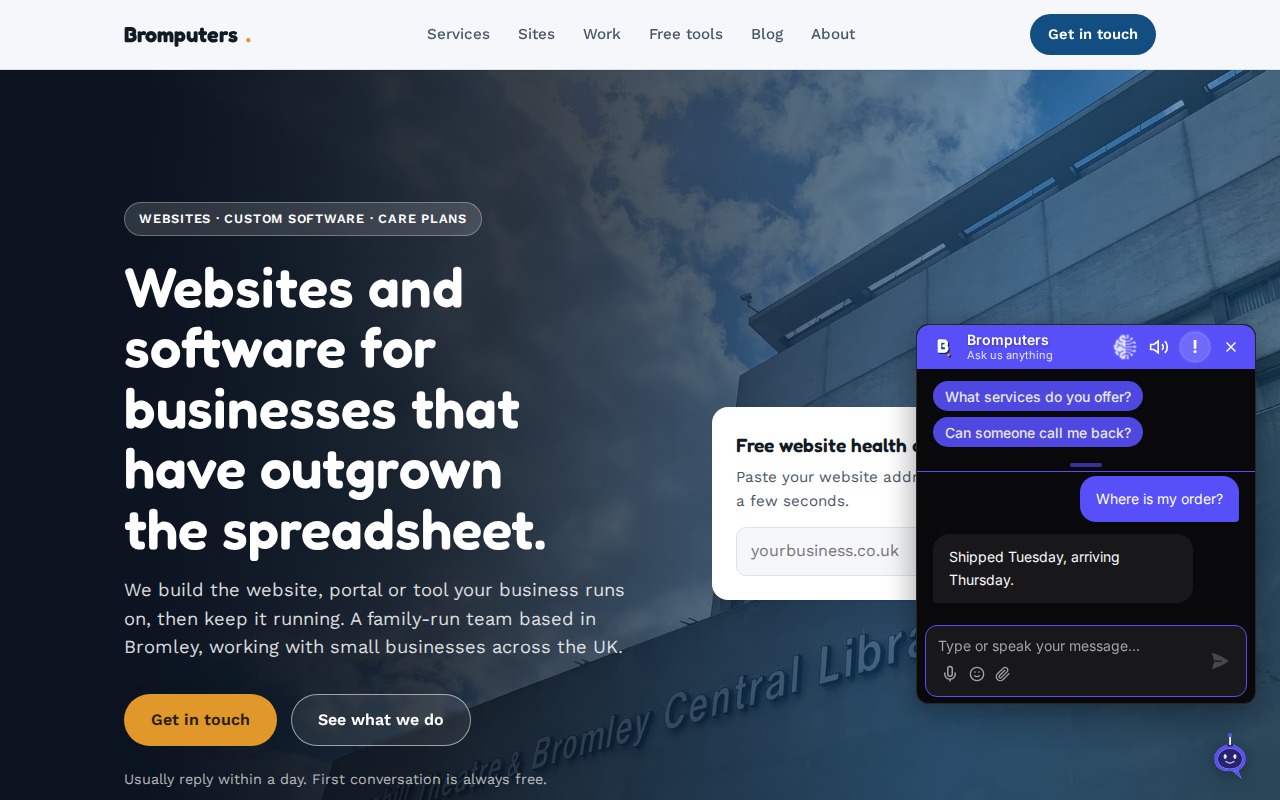 Bromputers .
Services Sites Work Free tools Blog About
Get in touch
WEBSITES · CUSTOM SOFTWARE · CARE PLANS
Websites and
software for
businesses that
have outgrown
the spreadsheet.
We build the website, portal or tool your business runs
on, then keep it running. A family-run team based in
Bromley, working with small businesses across the UK.
Get in touch
See what we do
Usually reply within a day. First conversation is always free.
Free website health
Paste your website
a few seconds.
yourbusiness.co.uk
Theatre & Bromley Central
B
Bromputers
Ask us anything
!
What services do you offer?
Can someone call me back?
Where is my order?
Shipped Tuesday, arriving
Thursday.
Type or speak your message...